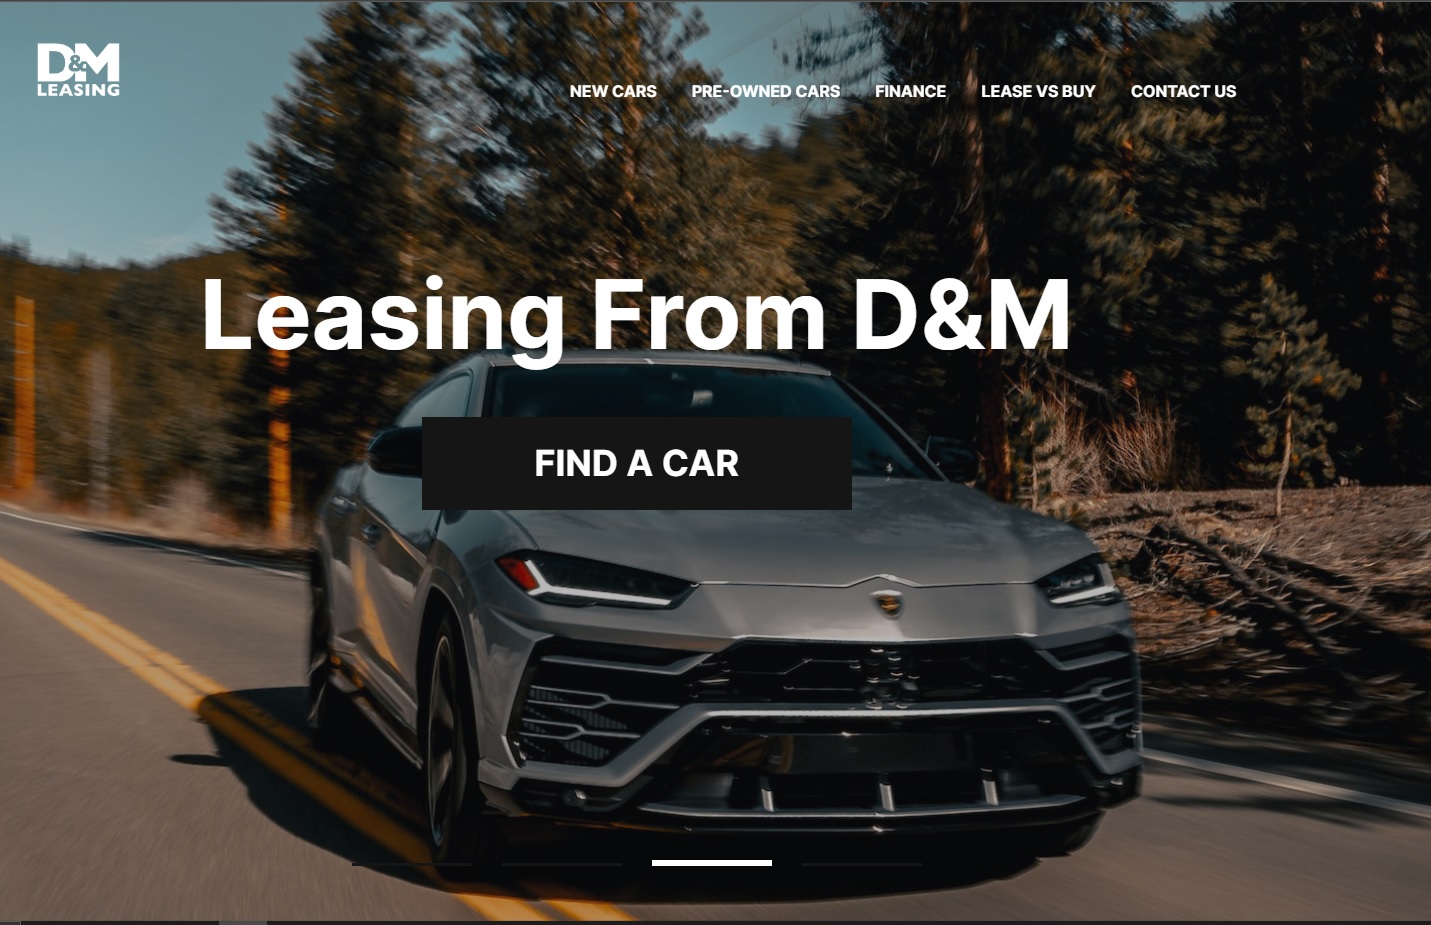 D&M
LEASING
NEW CARS PRE-OWNED CARS FINANCE LEASE VS BUY CONTACT US
Leasing From D&M
FIND A CAR